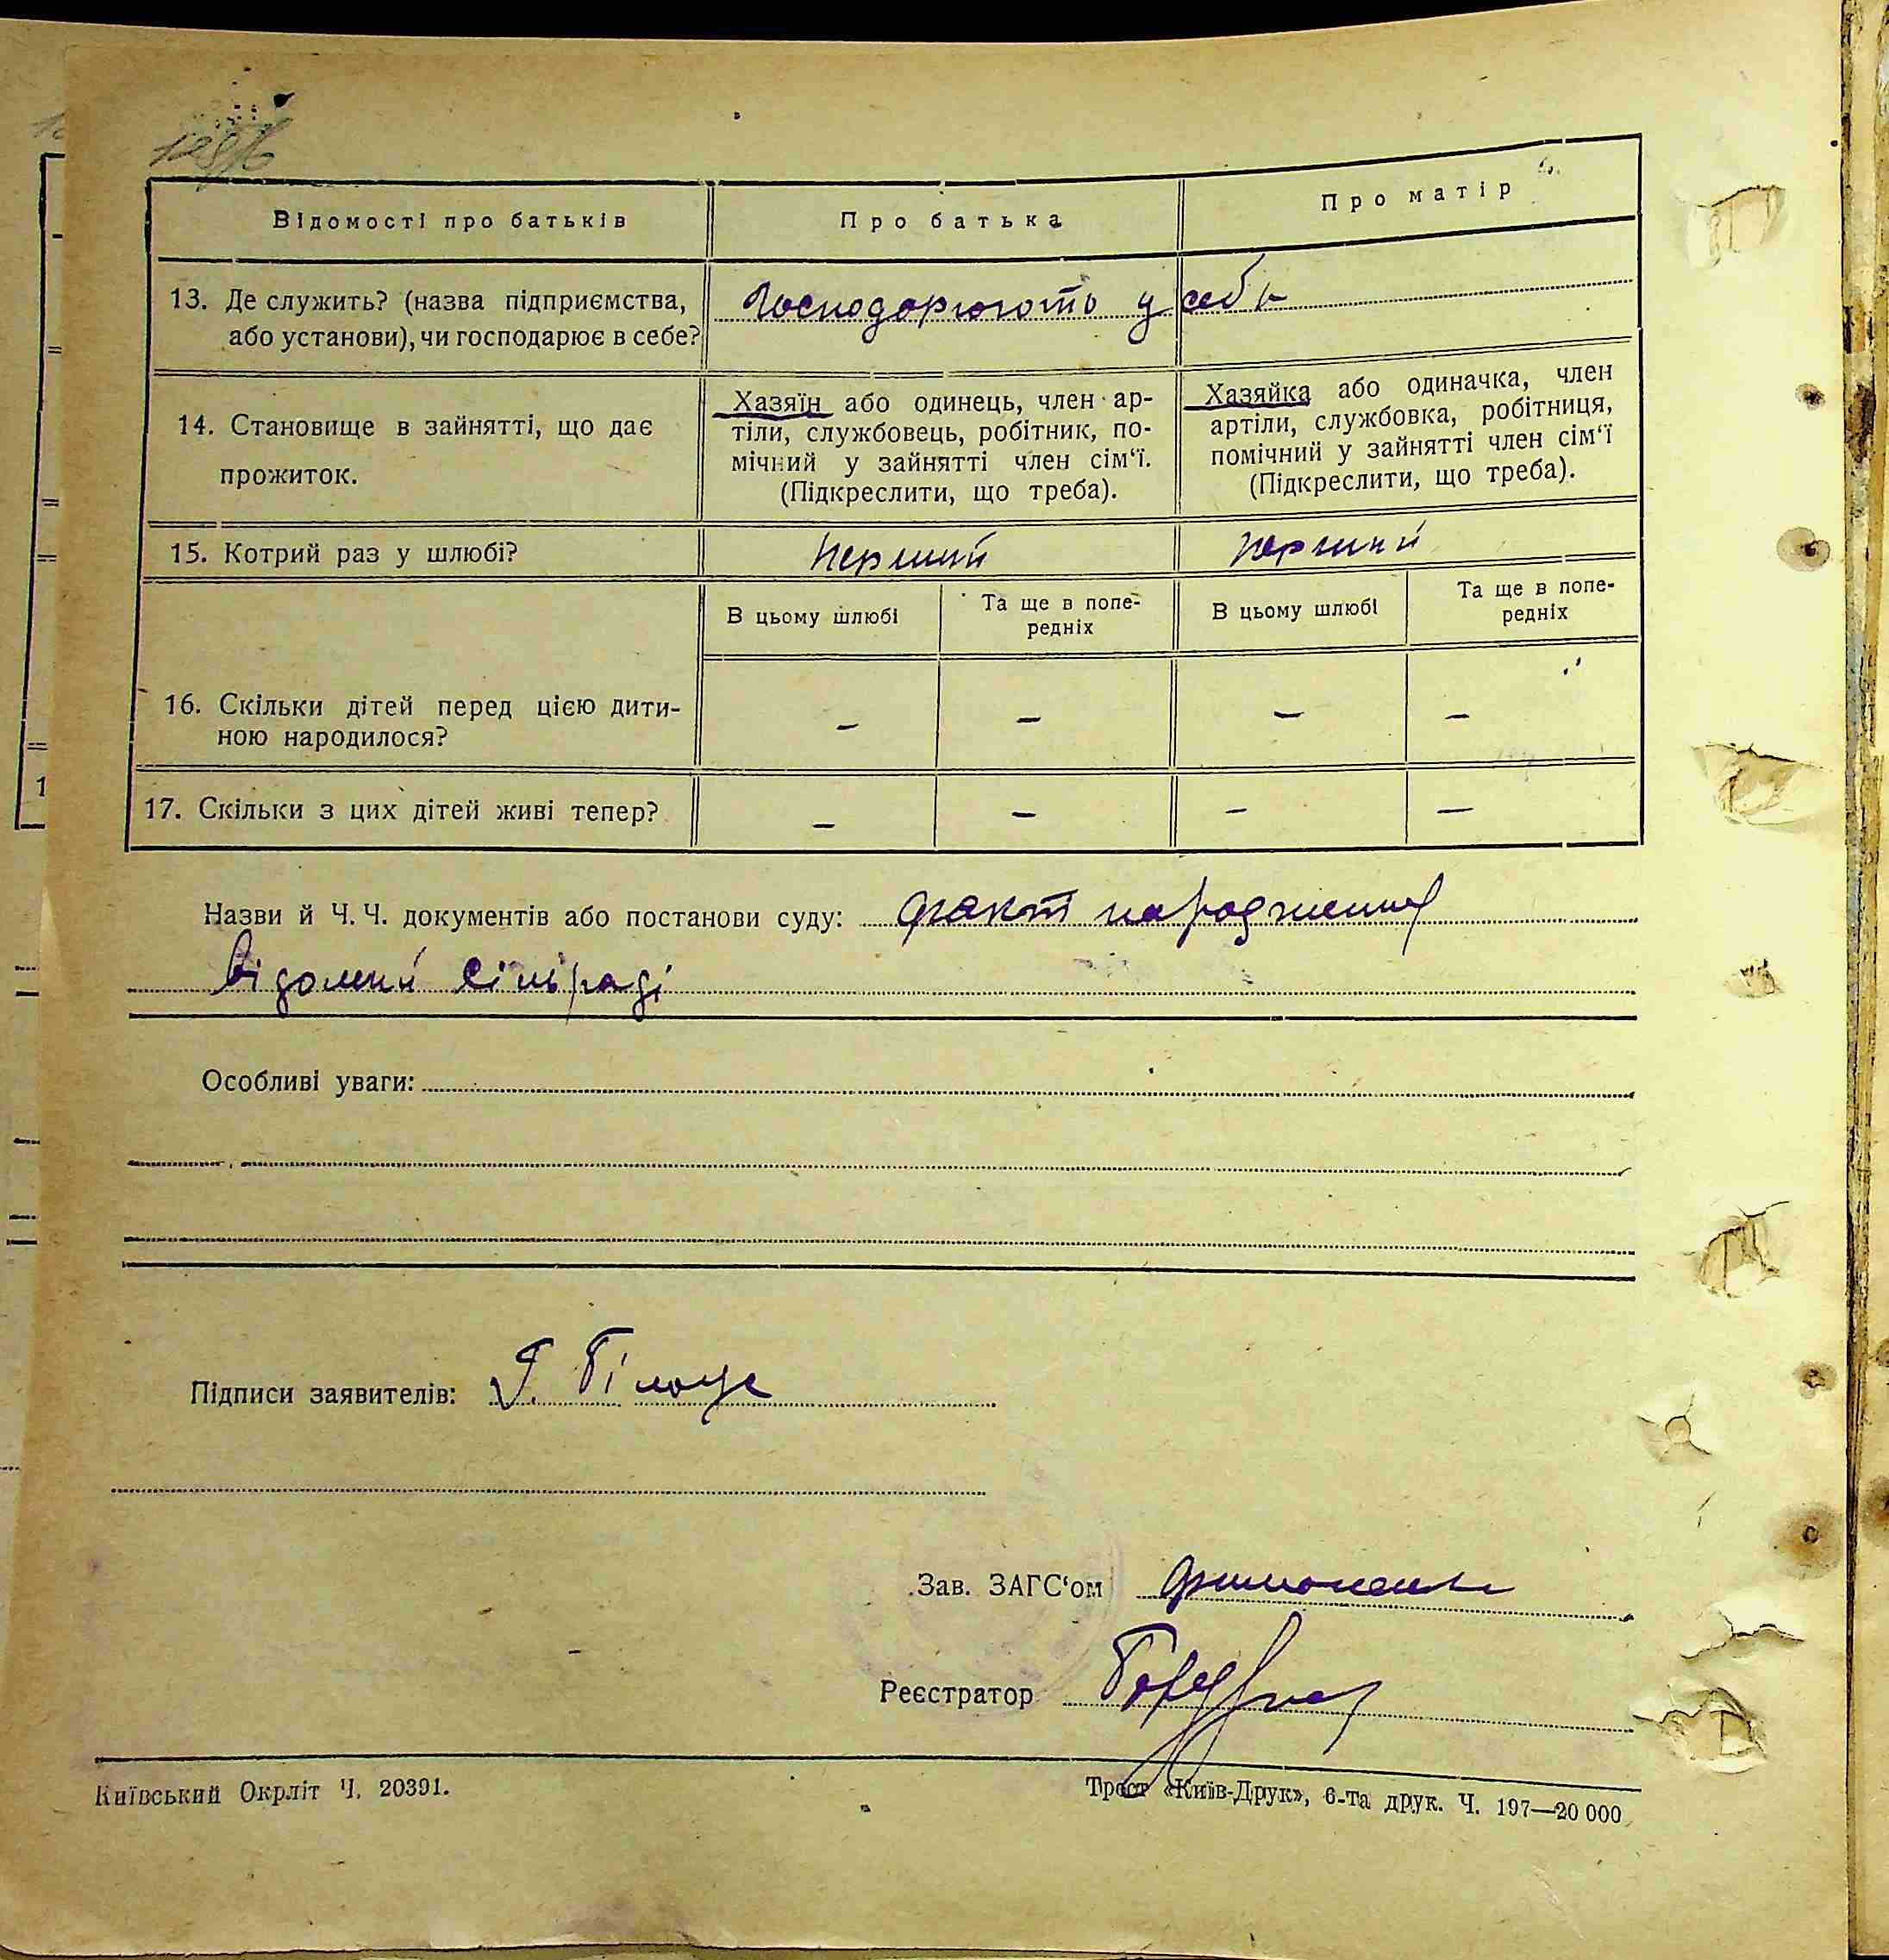 Відомості про батьків
Про батька
Про матір
13. Де служить? (назва підприємства,
або установи), чи господарює в себе?
Господорюють у себе
14. Становище в зайнятті, що дає
прожиток.
Хазяїн або одинець, член ар-
тіли, службовець, робітник, по-
мічний у зайнятті член сім‘ї.
(Підкреслити, що треба).
Хазяйка або одиначка, член
артіли, службовка, робітниця,
помічний у зайнятті член сім‘ї
(Підкреслити, що треба).
15. Котрий раз у шлюбі?
перший
перший
В цьому шлюбі
Та ще в попе-
редніх
В цьому шлюбі
Та ще в попе-
редніх
16. Скільки дітей перед цією дити-
ною народилося?
– – – –
17. Скільки з цих дітей живі тепер?
– – – –
Назви й Ч. Ч. документів або постанови суду: факт народження
відомий сільраді
Особливі уваги:
Підписи заявителів:
Зав. ЗАГС‘ом
Реєстратор
Київський Окрліт Ч. 20391.
Трест «Київ-Друк», 6-та друк. Ч. 197—20 000